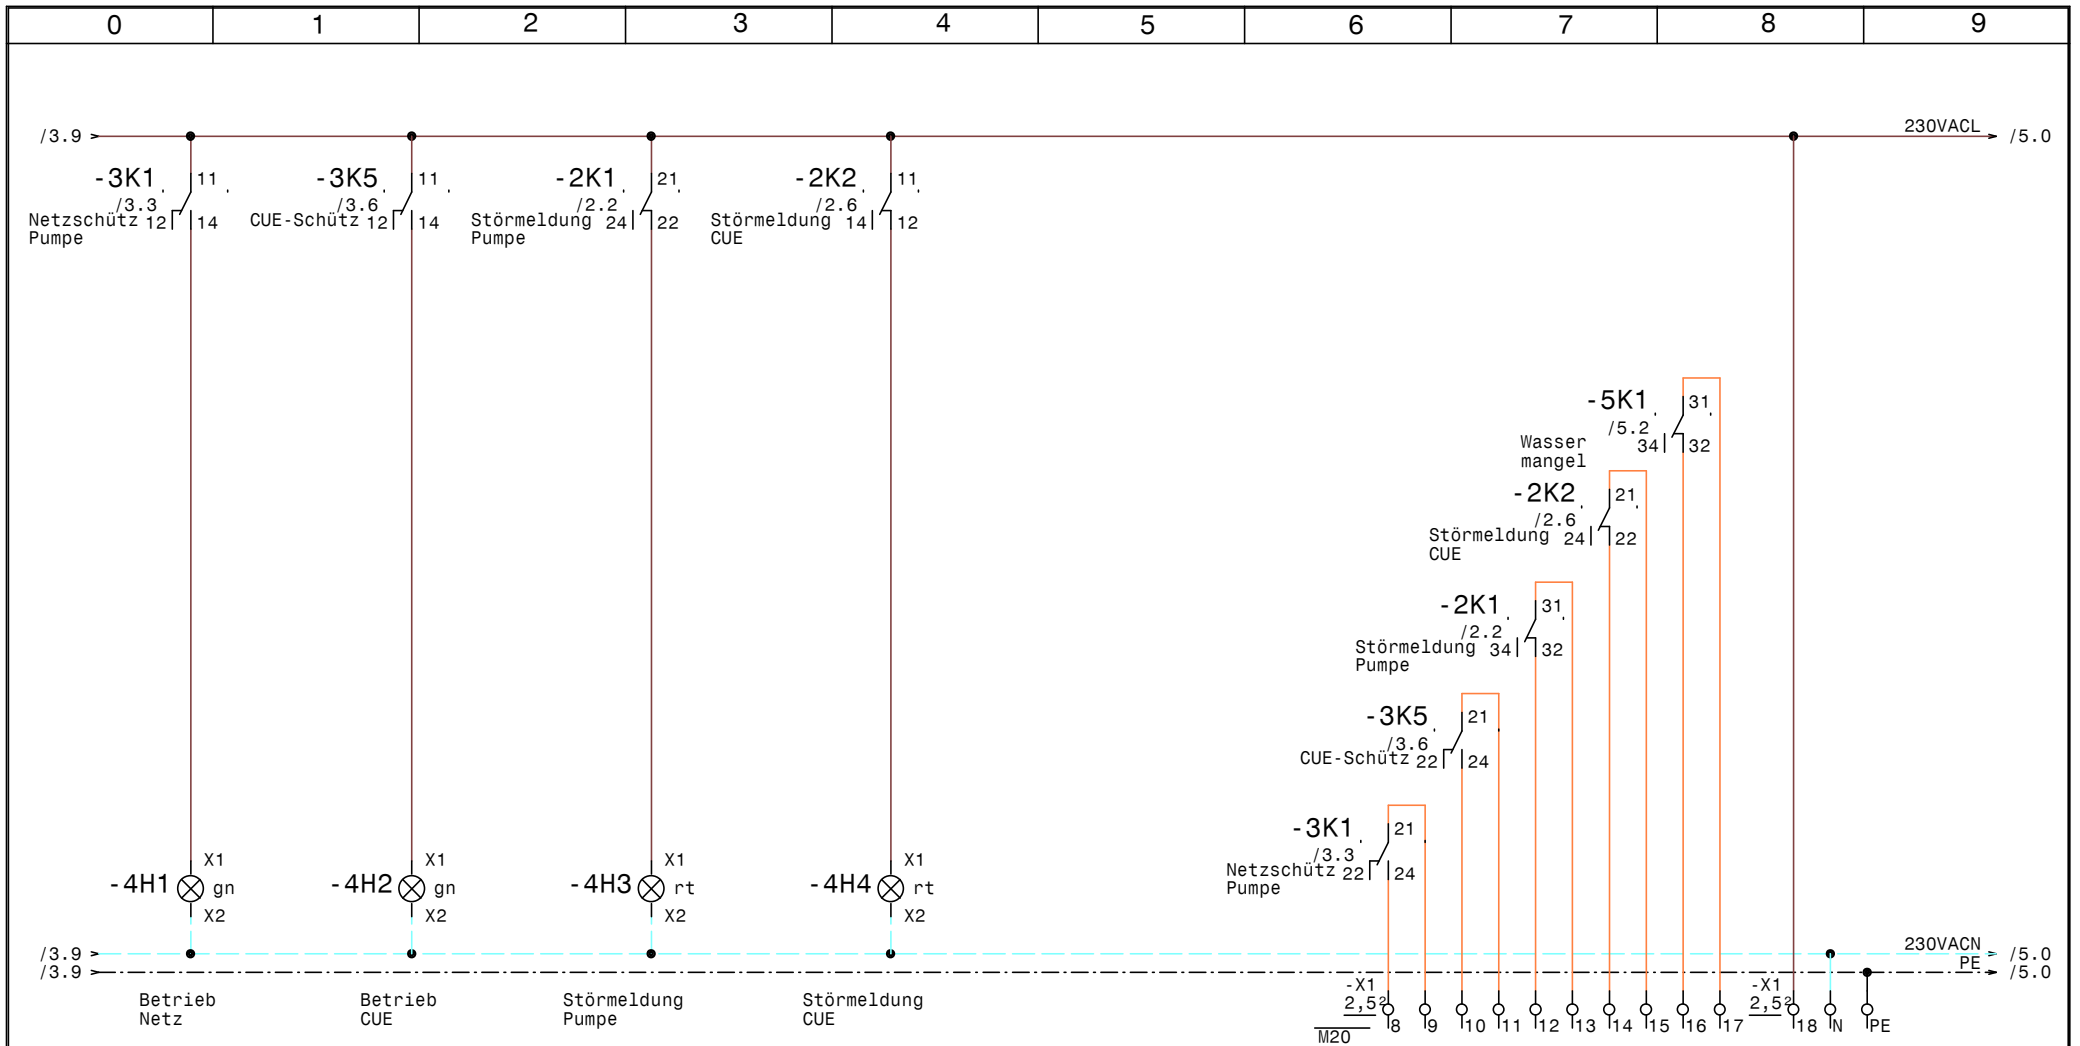 0 1 2 3 4 5 6 7 8 9
/3.9 230VACL /5.0
-3K1 11
/3.3
Netzschütz 12 14
Pumpe
-3K5 11
/3.6
CUE-Schütz 12 14
-2K1 21
/2.2
Störmeldung 24 22
Pumpe
-2K2 11
/2.6
Störmeldung 14 12
CUE
-5K1 31
/5.2
34 32
Wasser
mangel
-2K2 21
/2.6
Störmeldung 24 22
CUE
-2K1 31
/2.2
Störmeldung 34 32
Pumpe
-3K5 21
/3.6
CUE-Schütz 22 24
-3K1 21
/3.3
Netzschütz 22 24
Pumpe
X1 X1 X1 X1
-4H1 gn -4H2 gn -4H3 rt -4H4 rt
X2 X2 X2 X2
/3.9 230VACN /5.0
/3.9 PE /5.0
Betrieb
Netz
Betrieb
CUE
Störmeldung
Pumpe
Störmeldung
CUE
-X1
2,5²
M20
8 9 10 11 12 13 14 15 16 17
-X1
2,5²
18 N PE